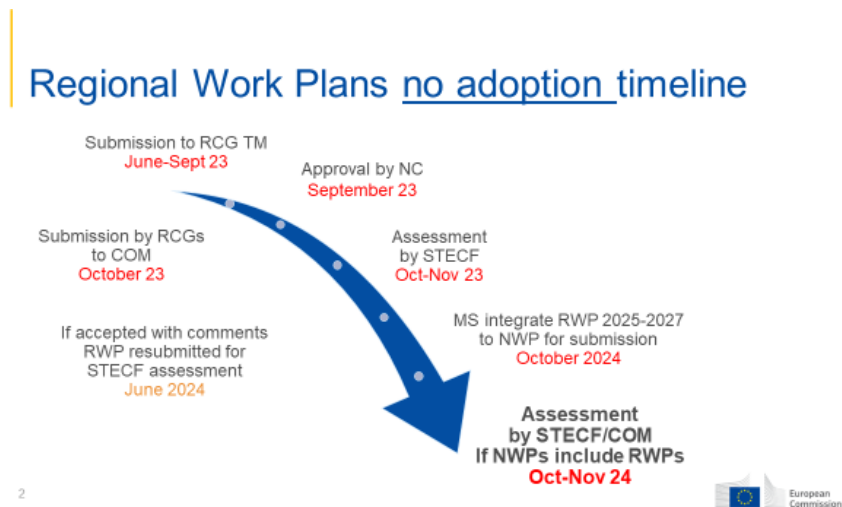 Regional Work Plans no adoption timeline
Submission to RCG TM
June-Sept 23
Approval by NC
September 23
Submission by RCGs
to COM
October 23
Assessment
by STECF
Oct-Nov 23
If accepted with comments
RWP resubmitted for
STECF assessment
June 2024
MS integrate RWP 2025-2027
to NWP for submission
October 2024
Assessment
by STECF/COM
If NWPs include RWPs
Oct-Nov 24
2
European
Commission